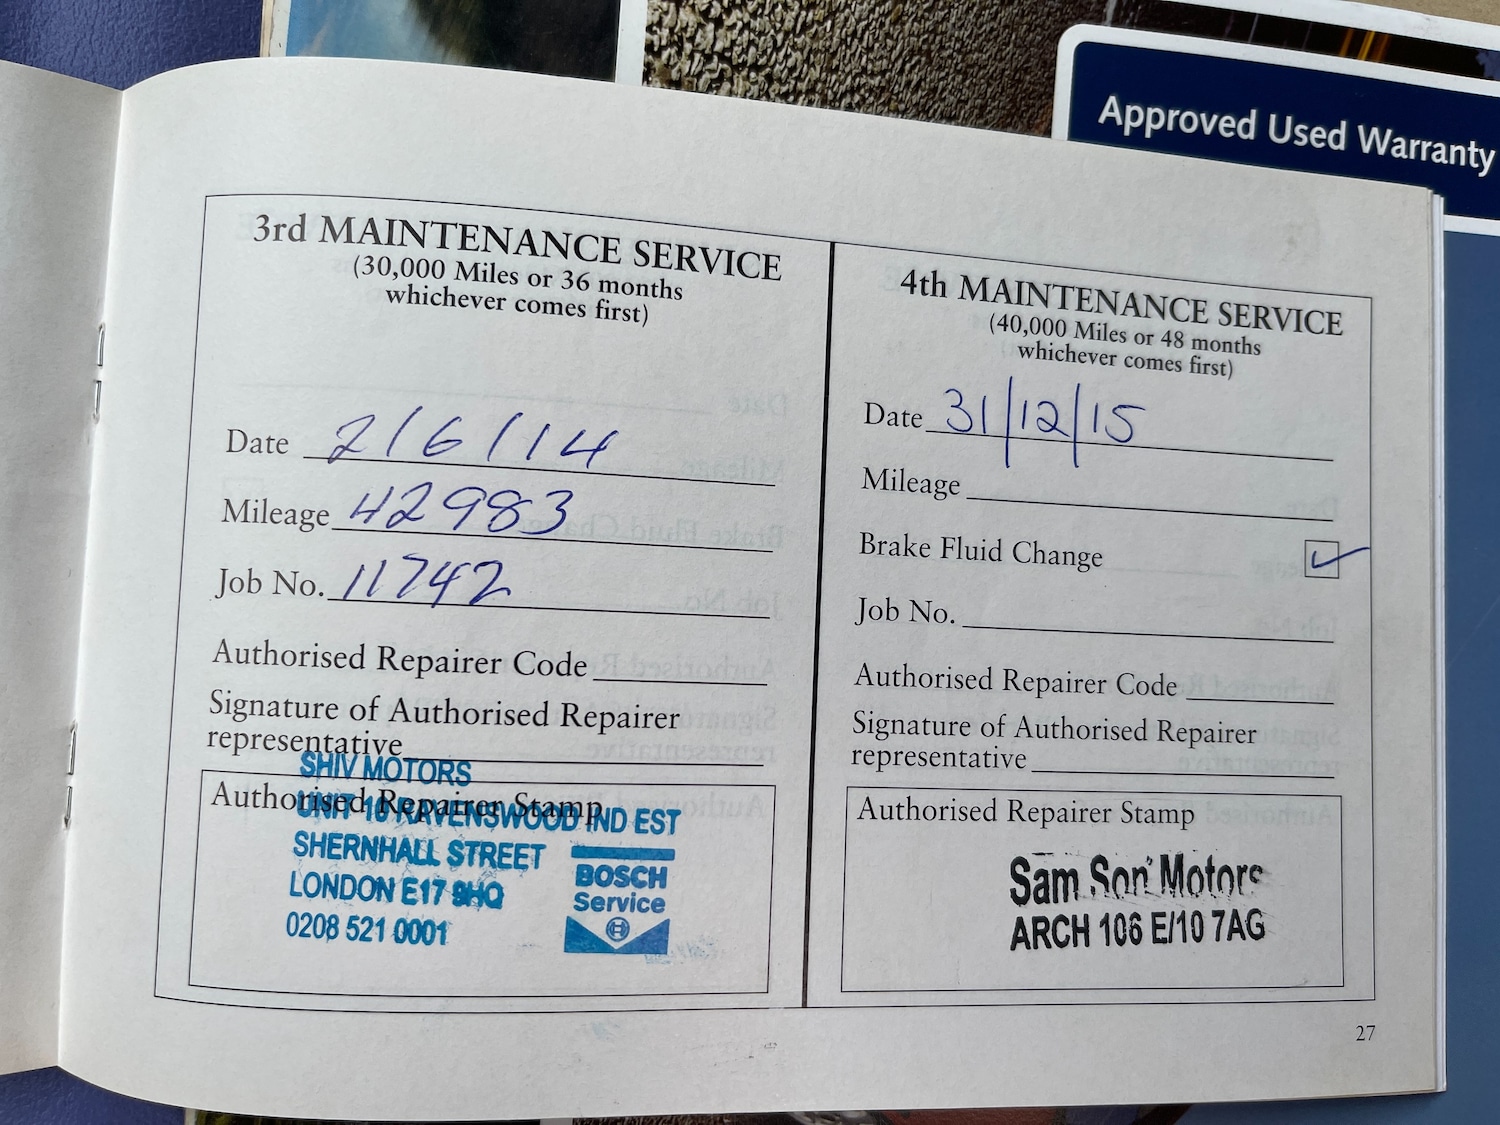 Approved Used Warranty
3rd MAINTENANCE SERVICE
(30,000 Miles or 36 months
whichever comes first)
Date 2/6/14
Mileage 42983
Job No. 11742
Authorised Repairer Code
Signature of Authorised Repairer
representative
Authorised Repairer Stamp
SHIV MOTORS
UNIT 10 RAVENSWOOD IND EST
SHERNHALL STREET
LONDON E17 9HQ
0208 521 0001
BOSCH
Service
4th MAINTENANCE SERVICE
(40,000 Miles or 48 months
whichever comes first)
Date 31/12/15
Mileage
Brake Fluid Change ✓
Job No.
Authorised Repairer Code
Signature of Authorised Repairer
representative
Authorised Repairer Stamp
Sam Son Motors
ARCH 106 E/10 7AG
27